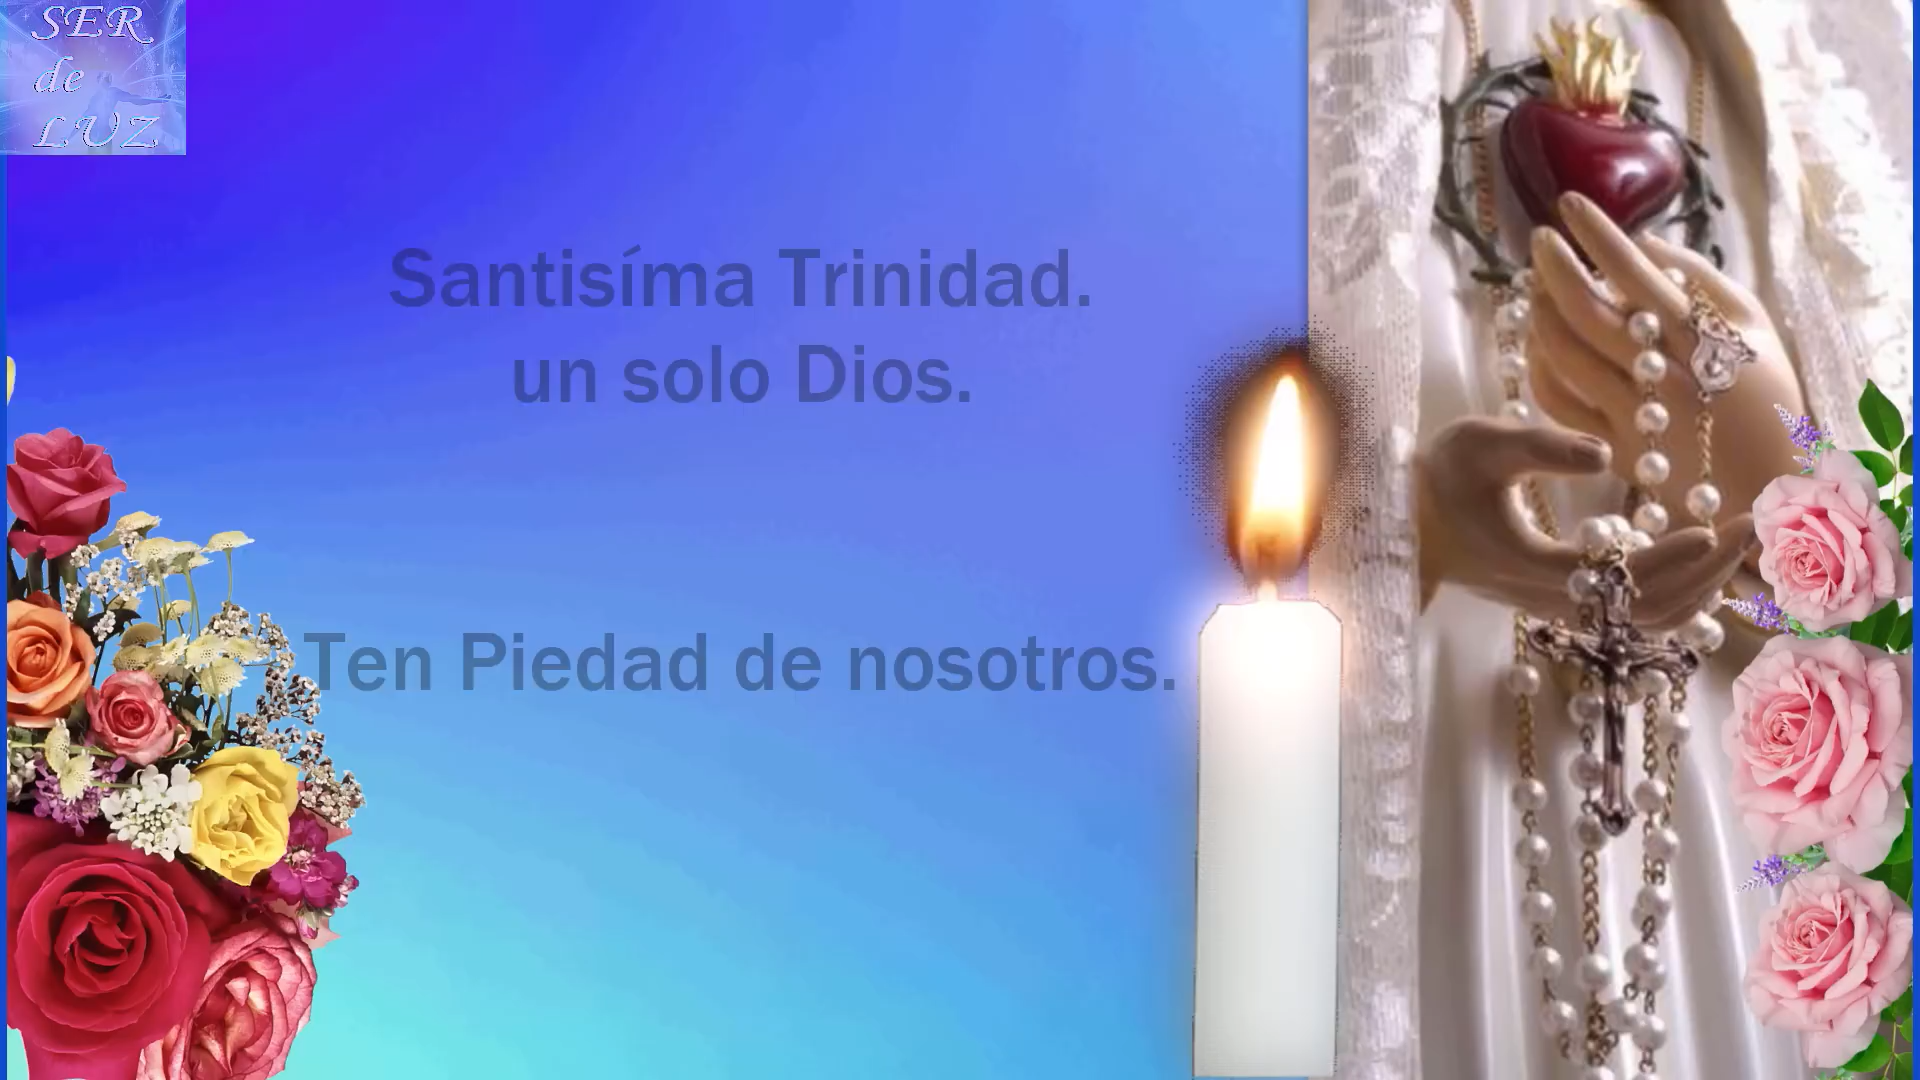 SER
de
LUZ
Santisíma Trinidad.
un solo Dios.
Ten Piedad de nosotros.